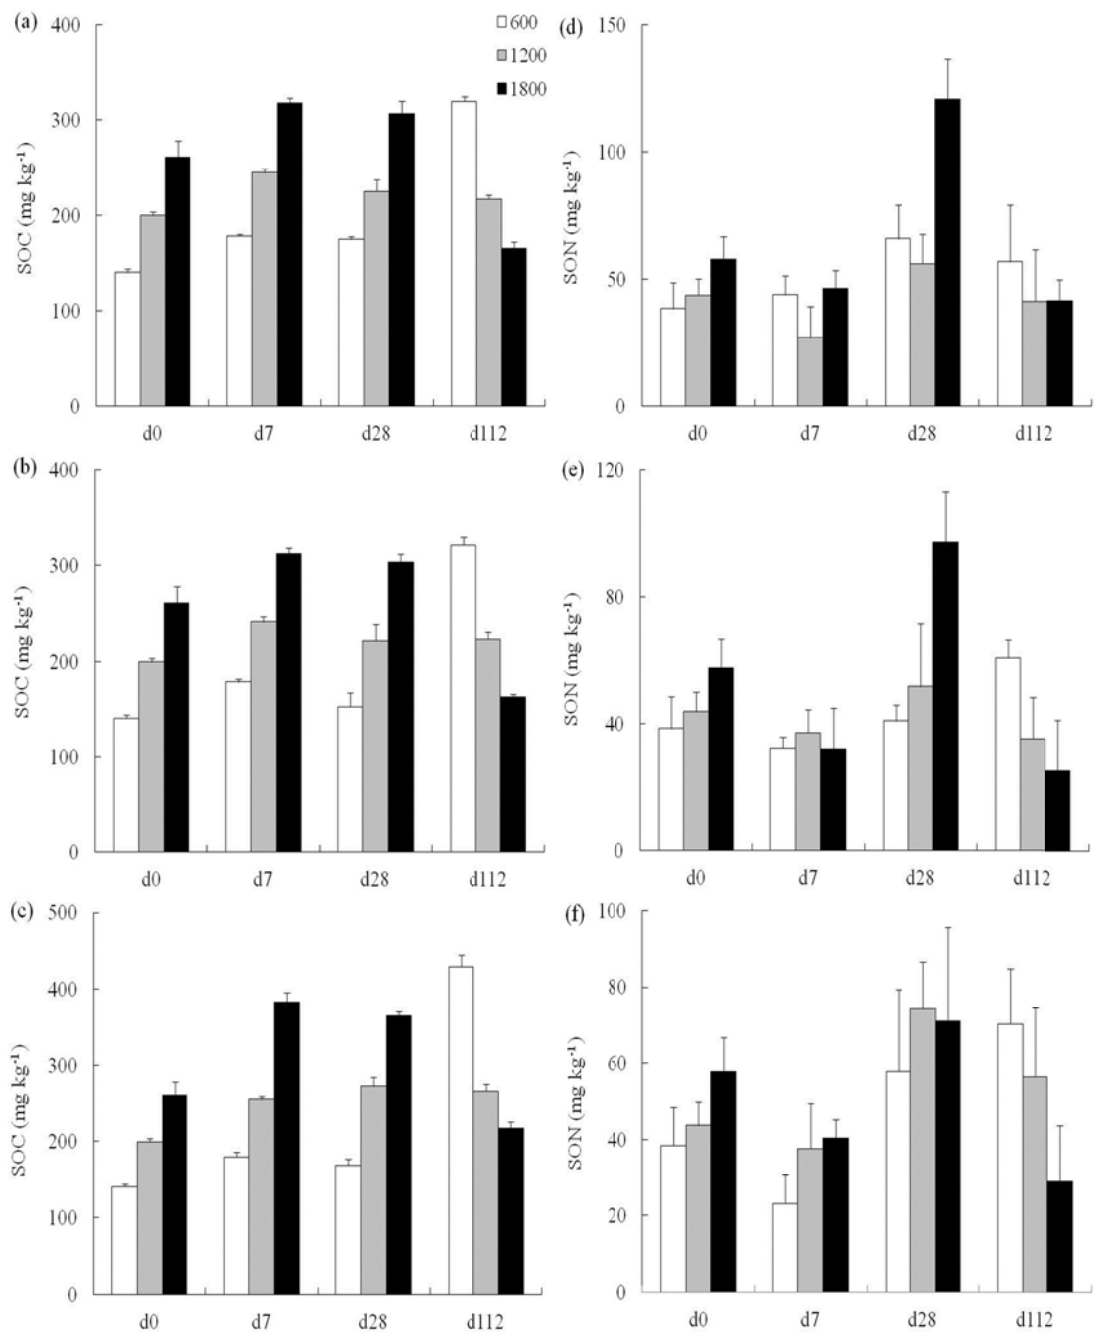 (a)
400
300
200
100
0
SOC (mg kg⁻¹)
600
1200
1800
d0 d7 d28 d112
(d)
150
100
50
0
SON (mg kg⁻¹)
d0 d7 d28 d112
(b)
400
300
200
100
0
SOC (mg kg⁻¹)
d0 d7 d28 d112
(e)
120
80
40
0
SON (mg kg⁻¹)
d0 d7 d28 d112
(c)
500
400
300
200
100
0
SOC (mg kg⁻¹)
d0 d7 d28 d112
(f)
100
80
60
40
20
0
SON (mg kg⁻¹)
d0 d7 d28 d112